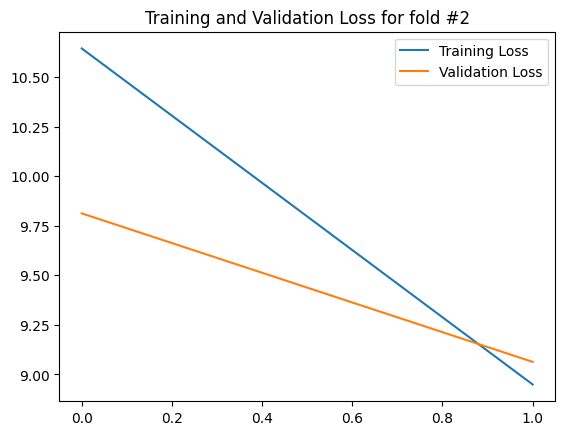 Training and Validation Loss for fold #2
Training Loss
Validation Loss
10.50
10.25
10.00
9.75
9.50
9.25
9.00
0.0 0.2 0.4 0.6 0.8 1.0